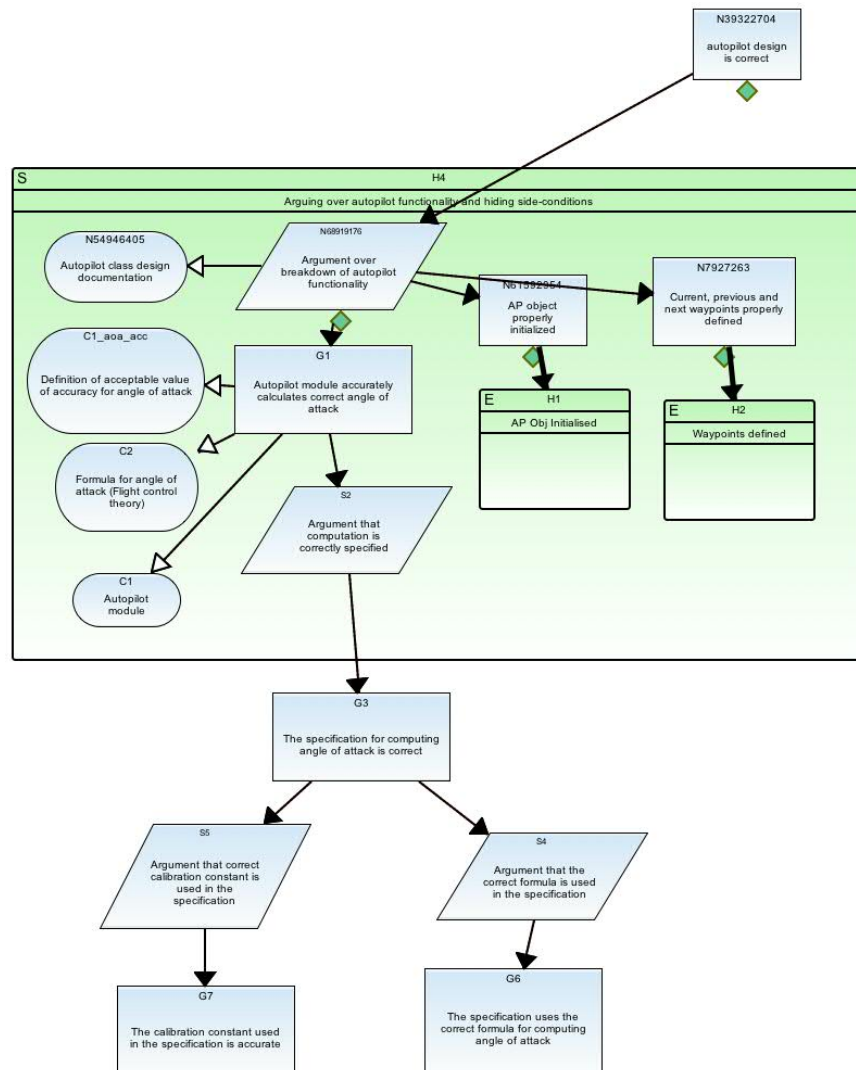 N39322704
autopilot design
is correct
S
H4
Arguing over autopilot functionality and hiding side-conditions
N68919176
Argument over
breakdown of autopilot
functionality
N54946405
Autopilot class design
documentation
N61592954
AP object
properly
initialized
N7927263
Current, previous and
next waypoints properly
defined
C1_aoa_acc
Definition of acceptable value
of accuracy for angle of attack
G1
Autopilot module accurately
calculates correct angle of
attack
E
H1
AP Obj Initialised
E
H2
Waypoints defined
C2
Formula for angle of
attack (Flight control
theory)
S2
Argument that
computation is
correctly specified
C1
Autopilot
module
G3
The specification for computing
angle of attack is correct
S5
Argument that correct
calibration constant is
used in the
specification
S4
Argument that the
correct formula is used
in the specification
G7
The calibration constant used
in the specification is accurate
G6
The specification uses the
correct formula for computing
angle of attack